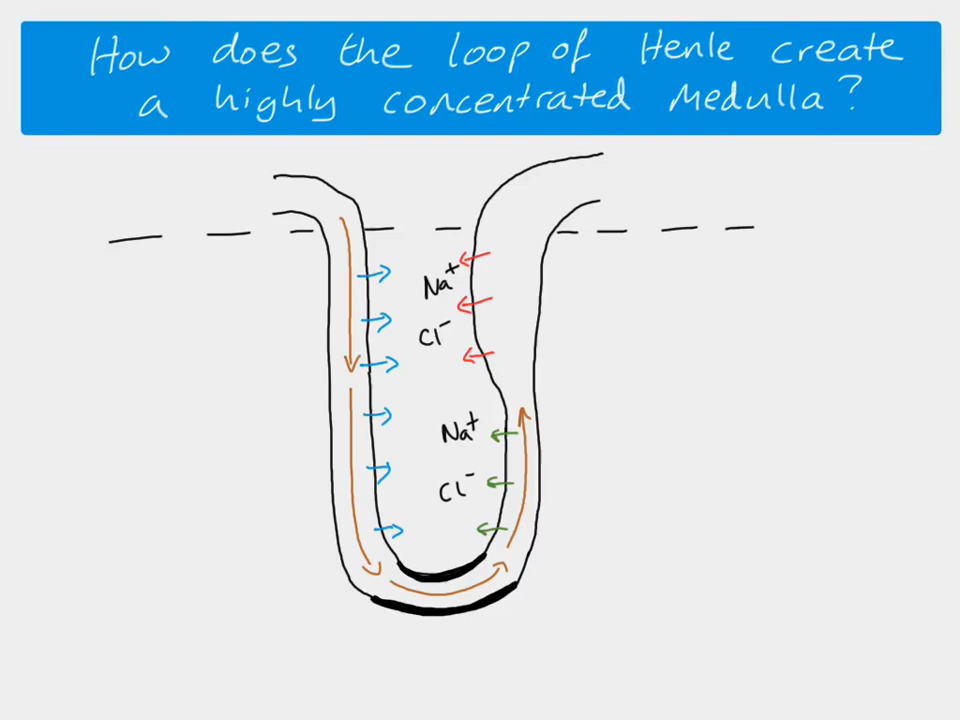 How does the loop of Henle create
a highly concentrated Medulla?
Na⁺
Cl⁻
Na⁺
Cl⁻